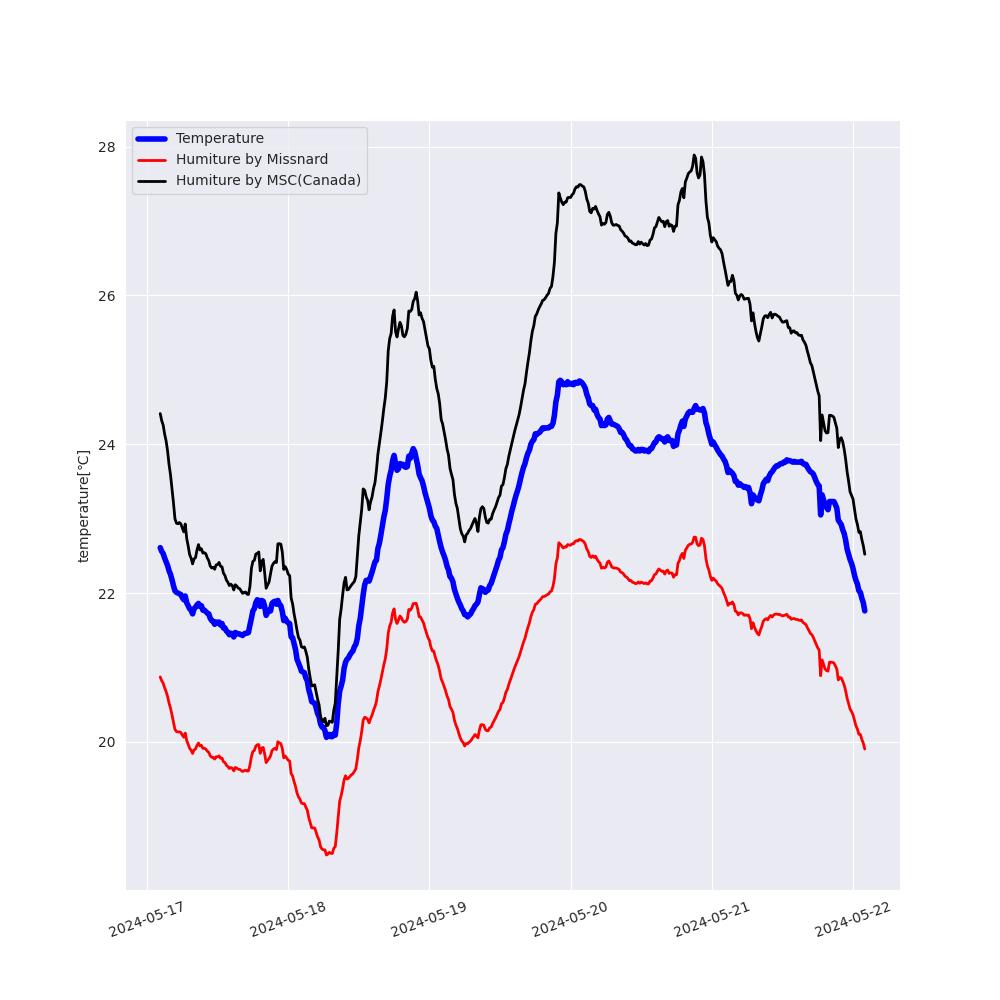 Temperature
Humiture by Missnard
Humiture by MSC(Canada)
temperature[℃]
28
26
24
22
20
2024-05-17
2024-05-18
2024-05-19
2024-05-20
2024-05-21
2024-05-22